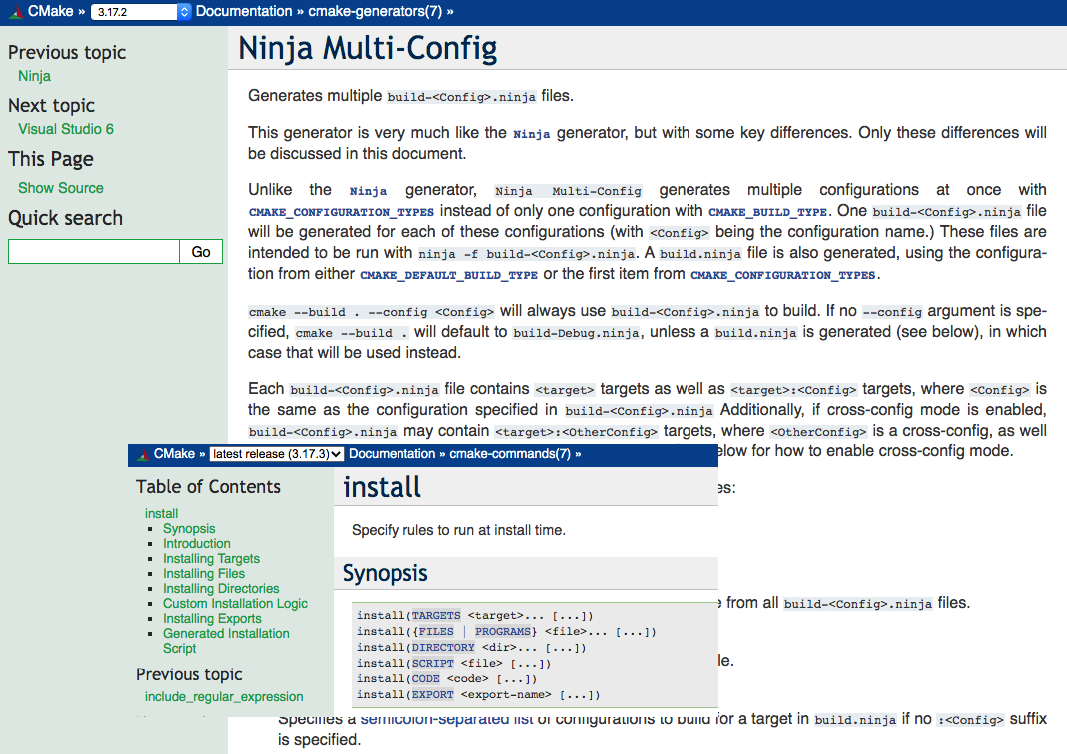 CMake » 3.17.2 Documentation » cmake-generators(7) »
Previous topic
Ninja
Next topic
Visual Studio 6
This Page
Show Source
Quick search
Go
Ninja Multi-Config
Generates multiple build-<Config>.ninja files.
This generator is very much like the Ninja generator, but with some key differences. Only these differences will
be discussed in this document.
Unlike the Ninja generator, Ninja Multi-Config generates multiple configurations at once with
CMAKE_CONFIGURATION_TYPES instead of only one configuration with CMAKE_BUILD_TYPE. One build-<Config>.ninja file
will be generated for each of these configurations (with <Config> being the configuration name.) These files are
intended to be run with ninja -f build-<Config>.ninja. A build.ninja file is also generated, using the configura-
tion from either CMAKE_DEFAULT_BUILD_TYPE or the first item from CMAKE_CONFIGURATION_TYPES.
cmake --build . --config <Config> will always use build-<Config>.ninja to build. If no --config argument is spe-
cified, cmake --build . will default to build-Debug.ninja, unless a build.ninja is generated (see below), in which
case that will be used instead.
Each build-<Config>.ninja file contains <target> targets as well as <target>:<Config> targets, where <Config> is
the same as the configuration specified in build-<Config>.ninja Additionally, if cross-config mode is enabled,
build-<Config>.ninja may contain <target>:<OtherConfig> targets, where <OtherConfig> is a cross-config, as well
elow for how to enable cross-config mode.
es:
e from all build-<Config>.ninja files.
le.
Specifies a semicolon-separated list of configurations to build for a target in build.ninja if no :<Config> suffix
is specified.
CMake » latest release (3.17.3) Documentation » cmake-commands(7) »
Table of Contents
install
▪ Synopsis
▪ Introduction
▪ Installing Targets
▪ Installing Files
▪ Installing Directories
▪ Custom Installation Logic
▪ Installing Exports
▪ Generated Installation
Script
Previous topic
include_regular_expression
install
Specify rules to run at install time.
Synopsis
install(TARGETS <target>... [...])
install({FILES | PROGRAMS} <file>... [...])
install(DIRECTORY <dir>... [...])
install(SCRIPT <file> [...])
install(CODE <code> [...])
install(EXPORT <export-name> [...])